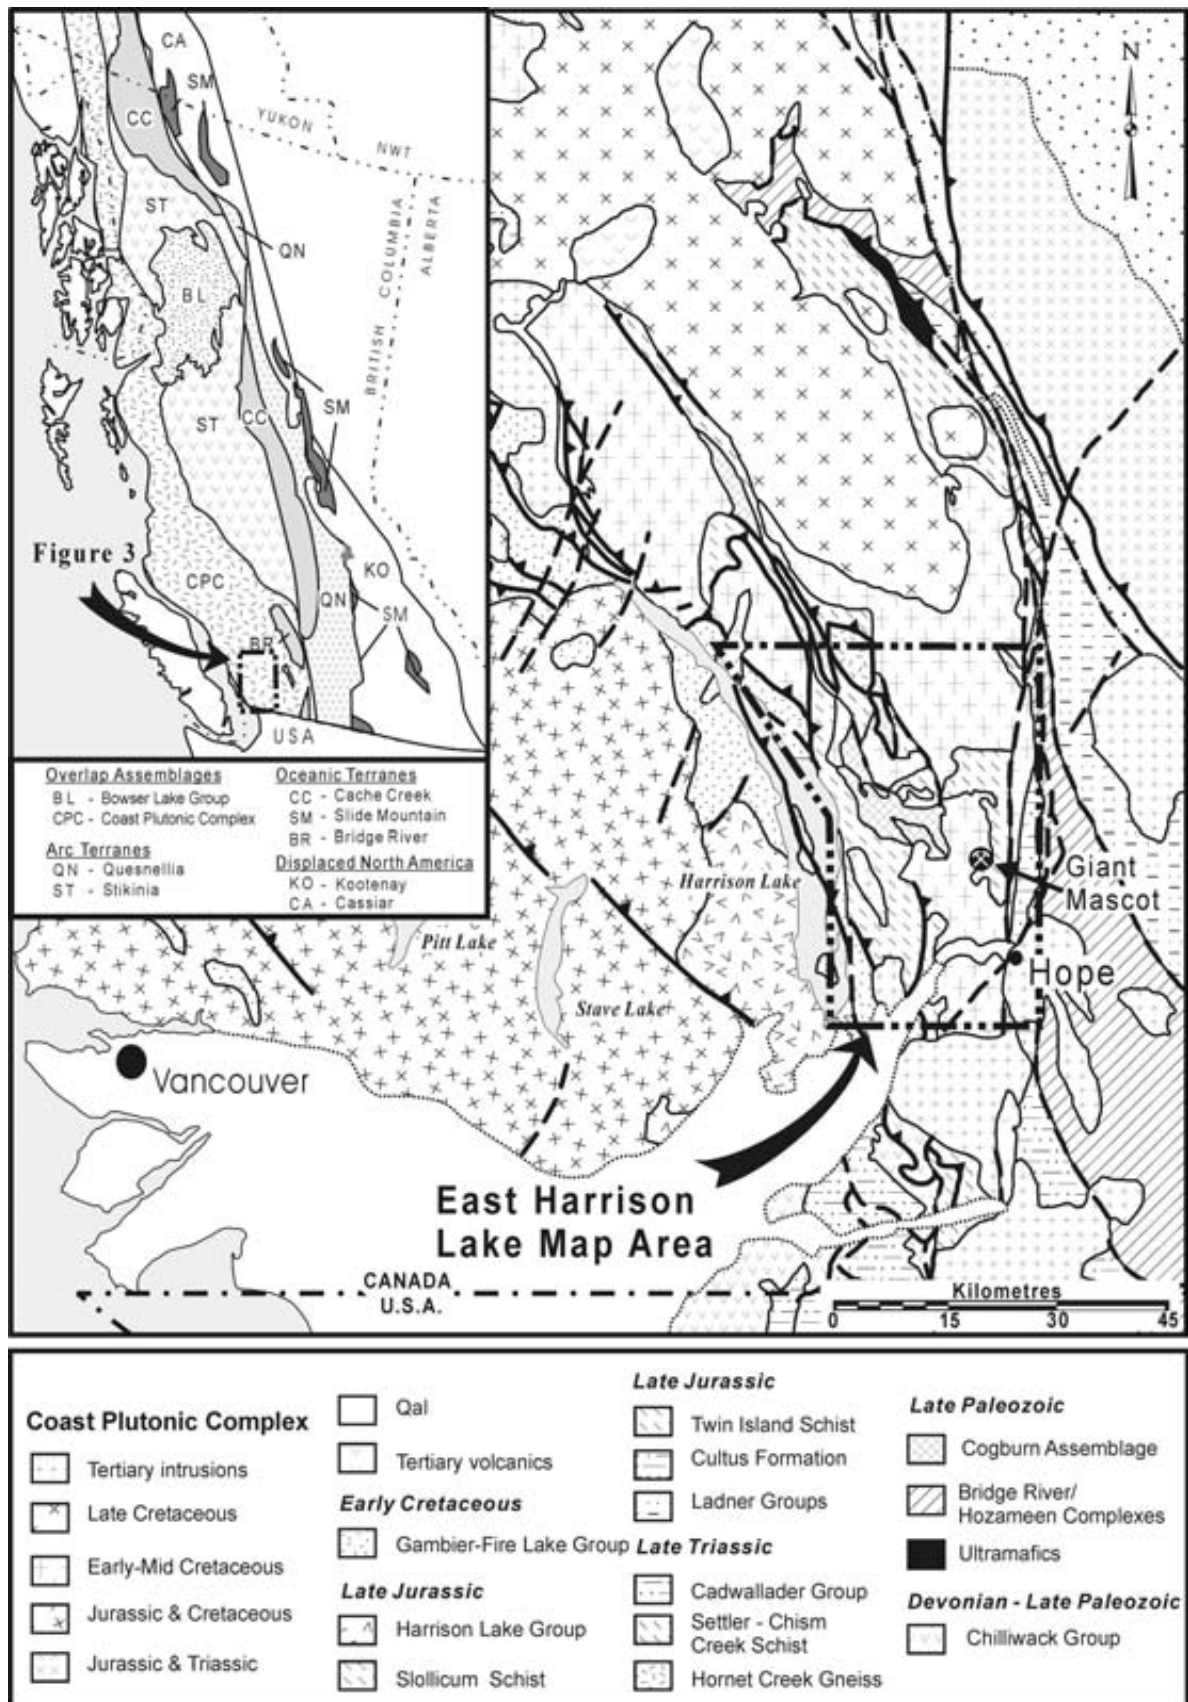 CA
SM
CC
YUKON
NWT
ST
QN
BRITISH COLUMBIA
ALBERTA
BL
ST
CC
SM
Figure 3
CPC
QN
KO
SM
BR
USA
Overlap Assemblages
BL - Bowser Lake Group
CPC - Coast Plutonic Complex
Arc Terranes
QN - Quesnellia
ST - Stikinia
Oceanic Terranes
CC - Cache Creek
SM - Slide Mountain
BR - Bridge River
Displaced North America
KO - Kootenay
CA - Cassiar
N
Harrison Lake
Giant
Mascot
Pitt Lake
Stave Lake
Hope
Vancouver
East Harrison
Lake Map Area
CANADA
U.S.A.
Kilometres
0 15 30 45
Coast Plutonic Complex
Tertiary intrusions
Late Cretaceous
Early-Mid Cretaceous
Jurassic & Cretaceous
Jurassic & Triassic
Qal
Tertiary volcanics
Early Cretaceous
Gambier-Fire Lake Group
Late Jurassic
Harrison Lake Group
Slollicum Schist
Late Jurassic
Twin Island Schist
Cultus Formation
Ladner Groups
Late Triassic
Cadwallader Group
Settler - Chism
Creek Schist
Hornet Creek Gneiss
Late Paleozoic
Cogburn Assemblage
Bridge River/
Hozameen Complexes
Ultramafics
Devonian - Late Paleozoic
Chilliwack Group